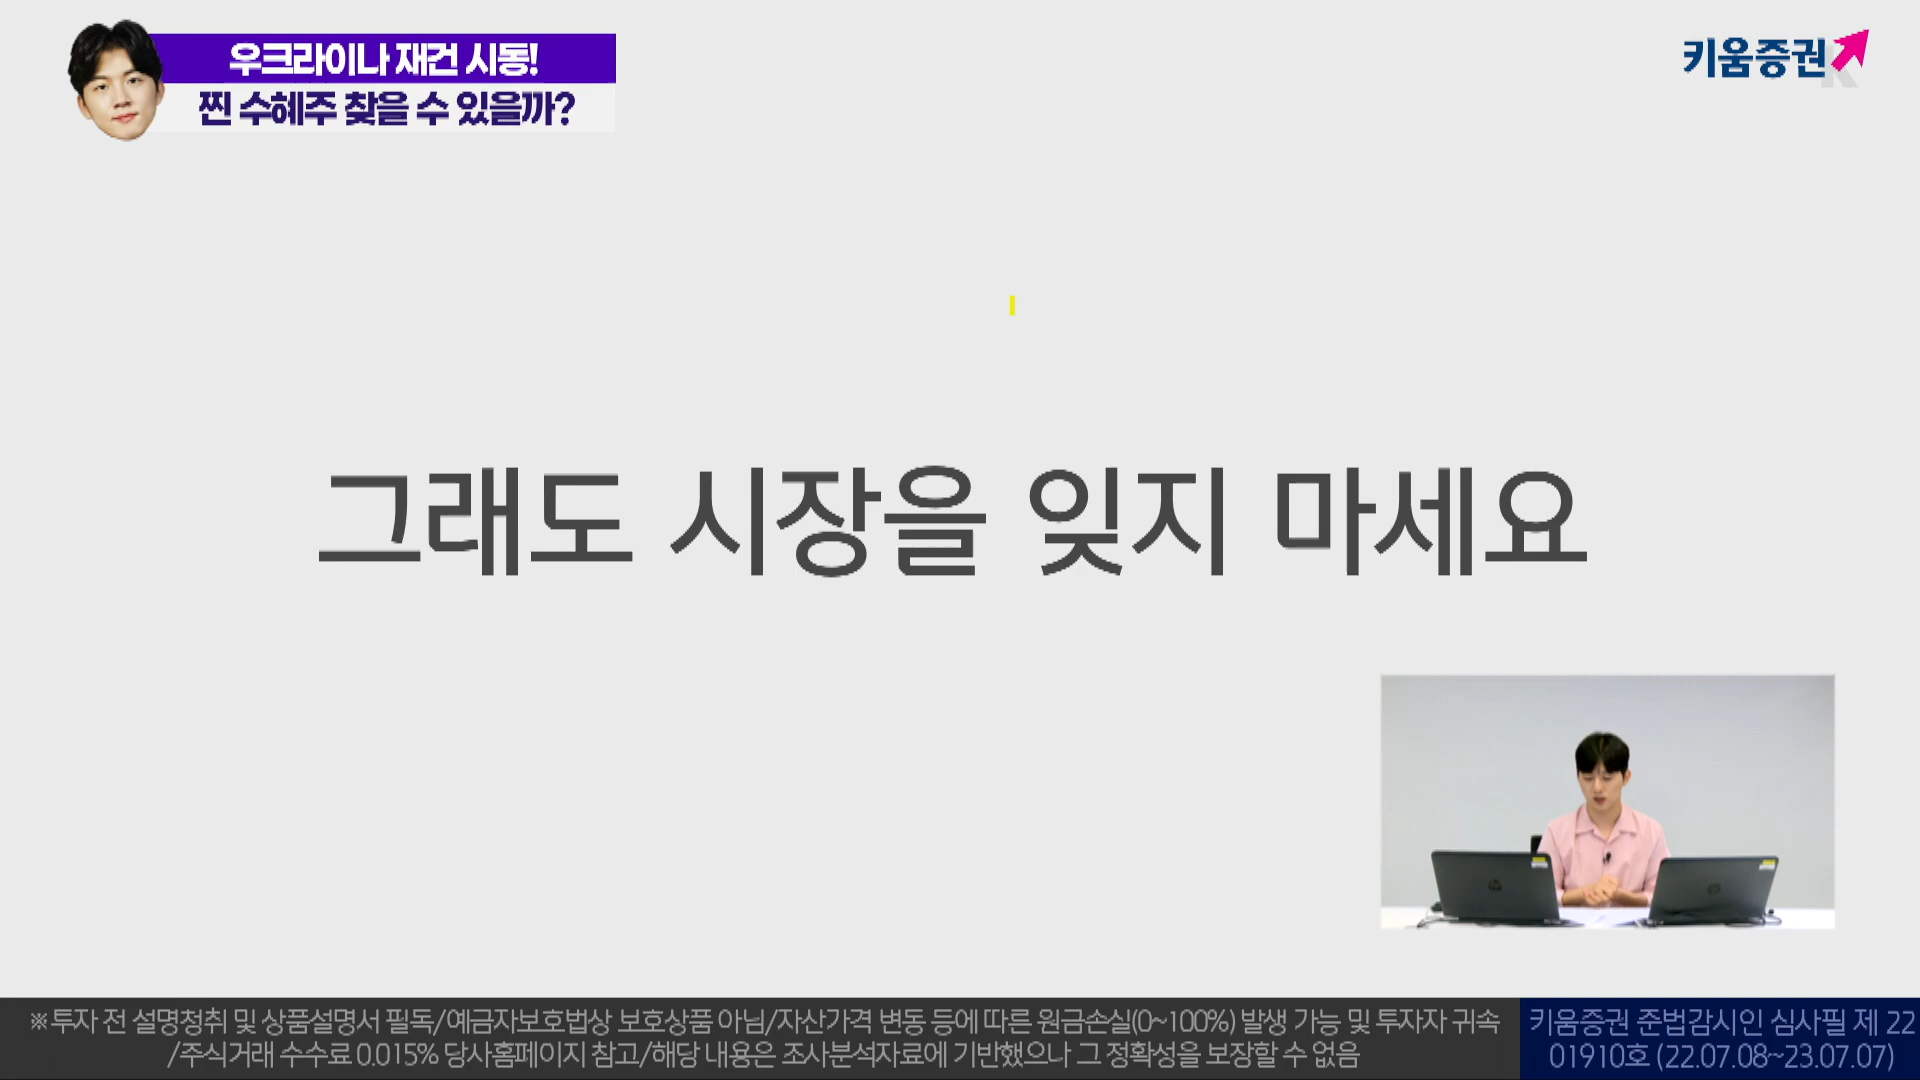 우크라이나 재건 시동!
찐 수혜주 찾을 수 있을까?
키움증권
그래도 시장을 잊지 마세요
※투자 전 설명청취 및 상품설명서 필독/예금자보호법상 보호상품 아님/자산가격 변동 등에 따른 원금손실(0~100%) 발생 가능 및 투자자 귀속
/주식거래 수수료 0.015% 당사홈페이지 참고/해당 내용은 조사분석자료에 기반했으나 그 정확성을 보장할 수 없음
키움증권 준법감시인 심사필 제 22
01910호 (22.07.08~23.07.07)